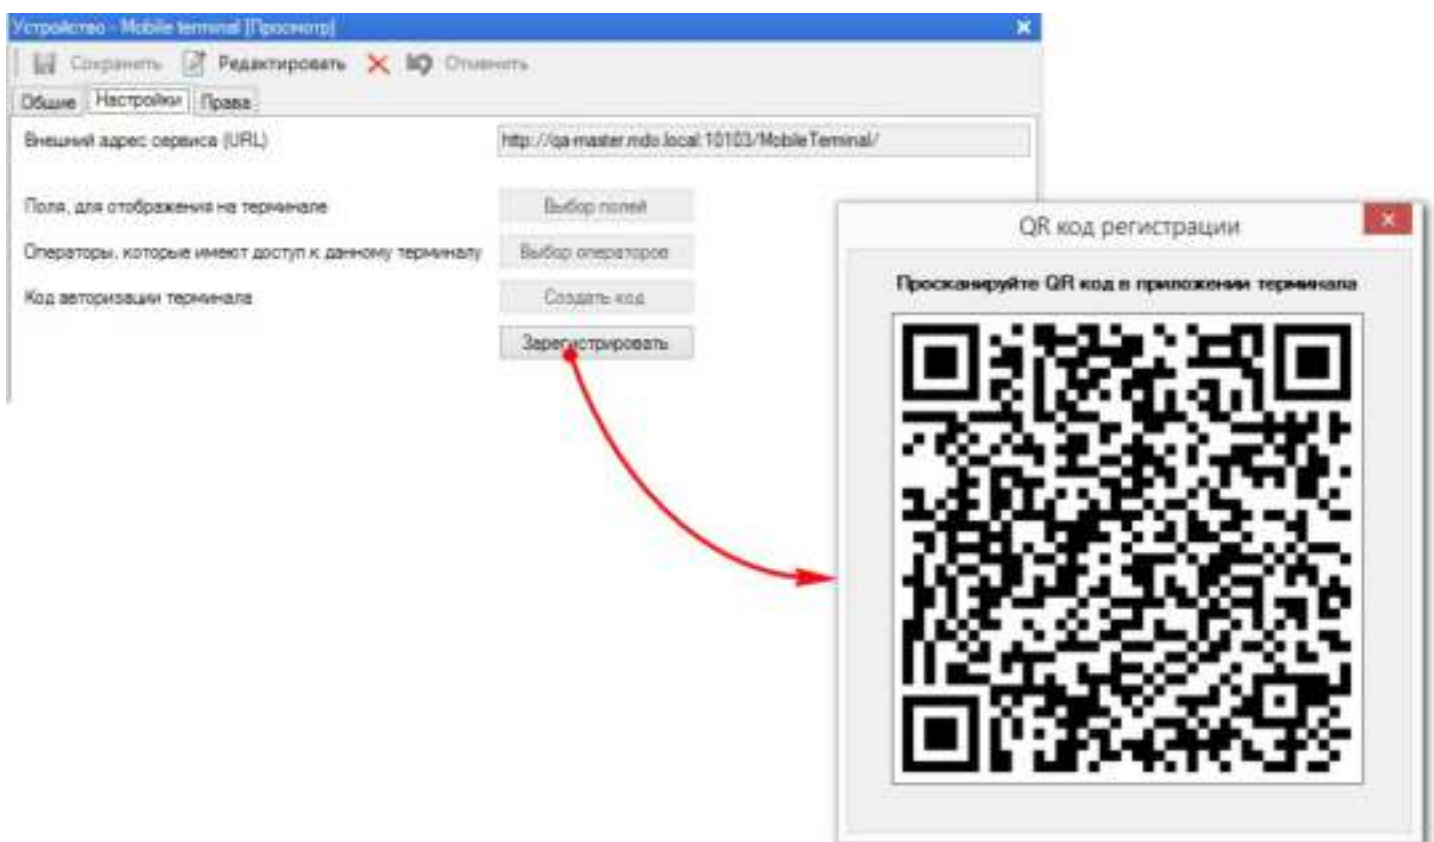 Устройство - Mobile terminal [Просмотр]
Сохранить Редактировать Отменить
Общие Настройки Права
Внешний адрес сервиса (URL) http://qa-master.mdo.local:10103/MobileTerminal/
Поля, для отображения на терминале Выбор полей
Операторы, которые имеют доступ к данному терминалу Выбор операторов
Код авторизации терминала Создать код
Зарегистрировать
QR код регистрации
Просканируйте QR код в приложении терминала